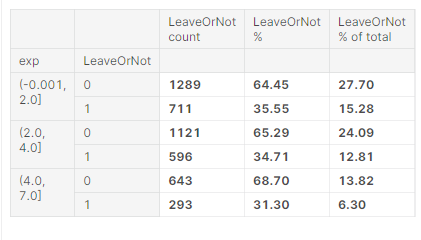 LeaveOrNot count LeaveOrNot % LeaveOrNot % of total
exp LeaveOrNot
(-0.001, 2.0] 0 1289 64.45 27.70
1 711 35.55 15.28
(2.0, 4.0] 0 1121 65.29 24.09
1 596 34.71 12.81
(4.0, 7.0] 0 643 68.70 13.82
1 293 31.30 6.30